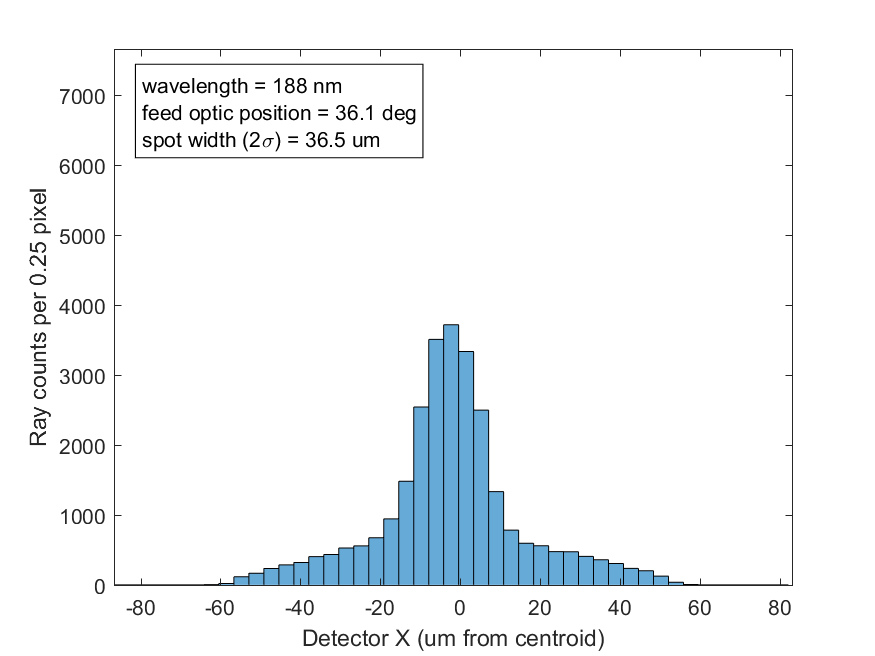 wavelength = 188 nm
feed optic position = 36.1 deg
spot width (2σ) = 36.5 um
7000
6000
5000
4000
3000
2000
1000
0
Ray counts per 0.25 pixel
-80 -60 -40 -20 0 20 40 60 80
Detector X (um from centroid)